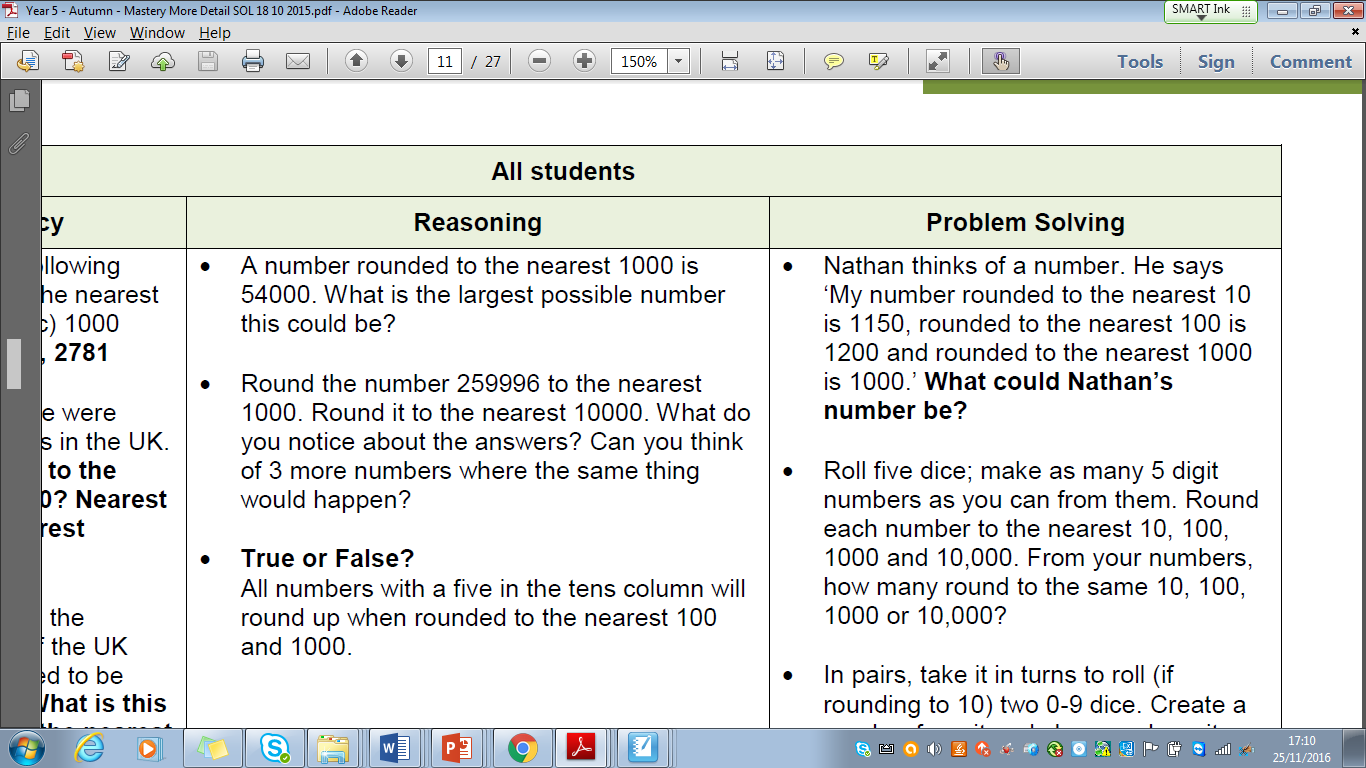 Year 5 - Autumn - Mastery More Detail SOL 18 10 2015.pdf - Adobe Reader
SMART Ink
File Edit View Window Help
11 / 27
150%
Tools Sign Comment
All students
cy
Reasoning
Problem Solving
llowing
he nearest
c) 1000
, 2781
e were
s in the UK.
to the
0? Nearest
rest
the
f the UK
ed to be
What is this
the nearest
• A number rounded to the nearest 1000 is
54000. What is the largest possible number
this could be?
• Round the number 259996 to the nearest
1000. Round it to the nearest 10000. What do
you notice about the answers? Can you think
of 3 more numbers where the same thing
would happen?
• True or False?
All numbers with a five in the tens column will
round up when rounded to the nearest 100
and 1000.
• Nathan thinks of a number. He says
‘My number rounded to the nearest 10
is 1150, rounded to the nearest 100 is
1200 and rounded to the nearest 1000
is 1000.’ What could Nathan’s
number be?
• Roll five dice; make as many 5 digit
numbers as you can from them. Round
each number to the nearest 10, 100,
1000 and 10,000. From your numbers,
how many round to the same 10, 100,
1000 or 10,000?
• In pairs, take it in turns to roll (if
rounding to 10) two 0-9 dice. Create a
17:10
25/11/2016